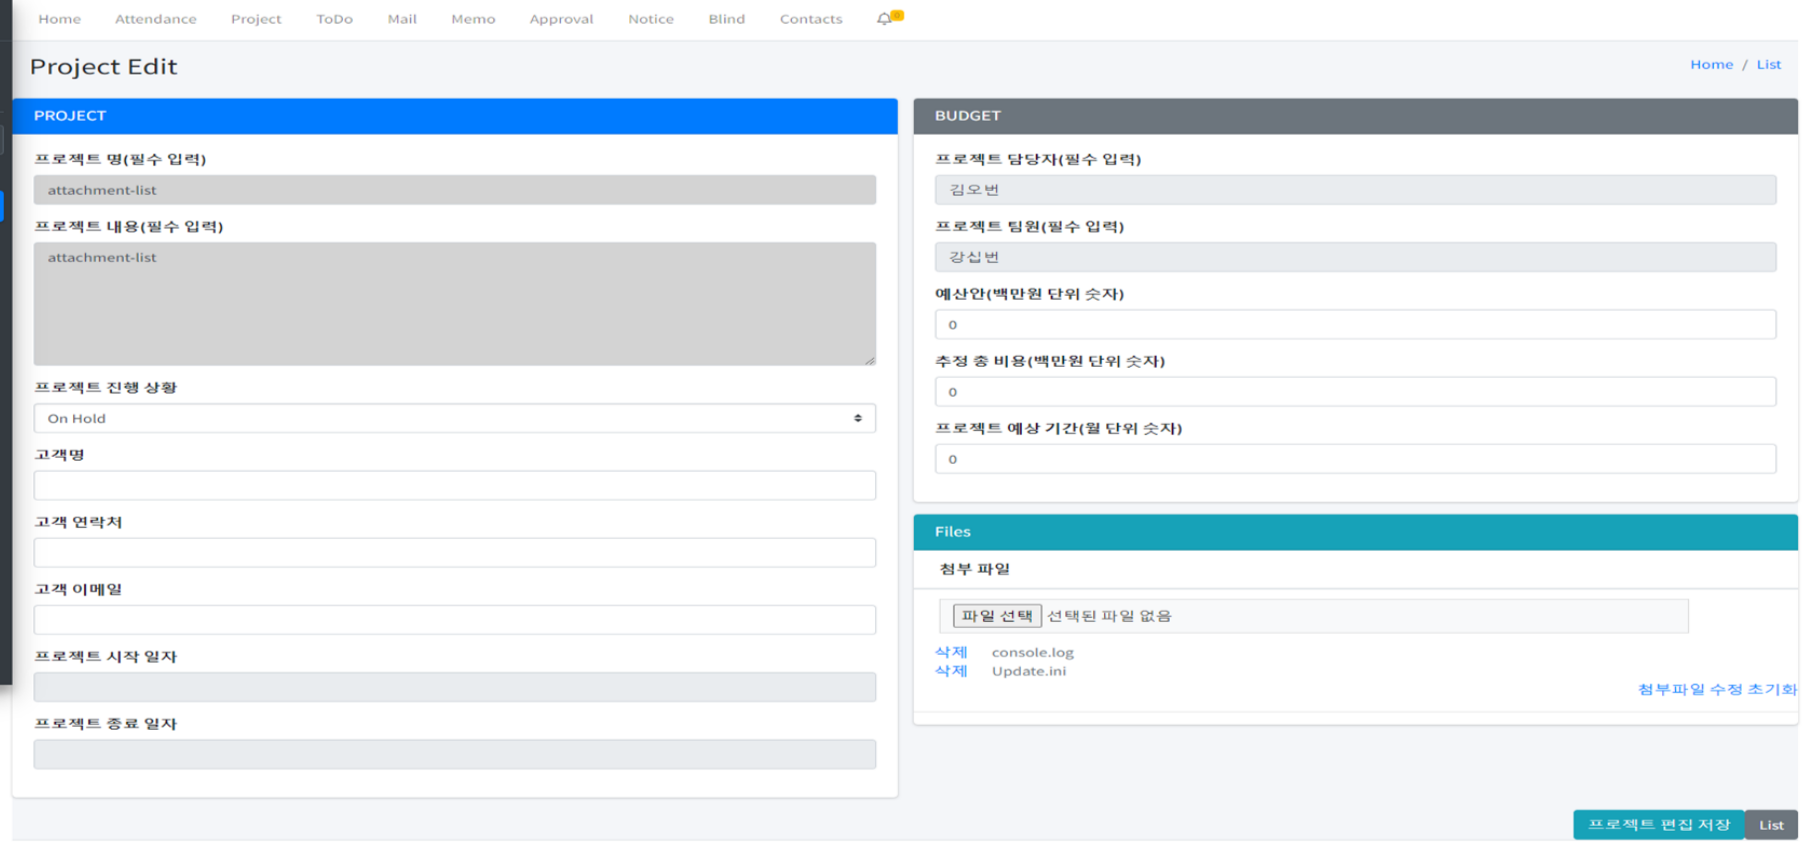 Home Attendance Project ToDo Mail Memo Approval Notice Blind Contacts
Project Edit
Home / List
PROJECT
프로젝트 명(필수 입력)
attachment-list
프로젝트 내용(필수 입력)
attachment-list
프로젝트 진행 상황
On Hold
고객명
고객 연락처
고객 이메일
프로젝트 시작 일자
프로젝트 종료 일자
BUDGET
프로젝트 담당자(필수 입력)
김오번
프로젝트 팀원(필수 입력)
강십번
예산안(백만원 단위 숫자)
0
추정 총 비용(백만원 단위 숫자)
0
프로젝트 예상 기간(월 단위 숫자)
0
Files
첨부 파일
파일 선택 선택된 파일 없음
삭제 console.log
삭제 Update.ini
첨부파일 수정 초기화
프로젝트 편집 저장 List